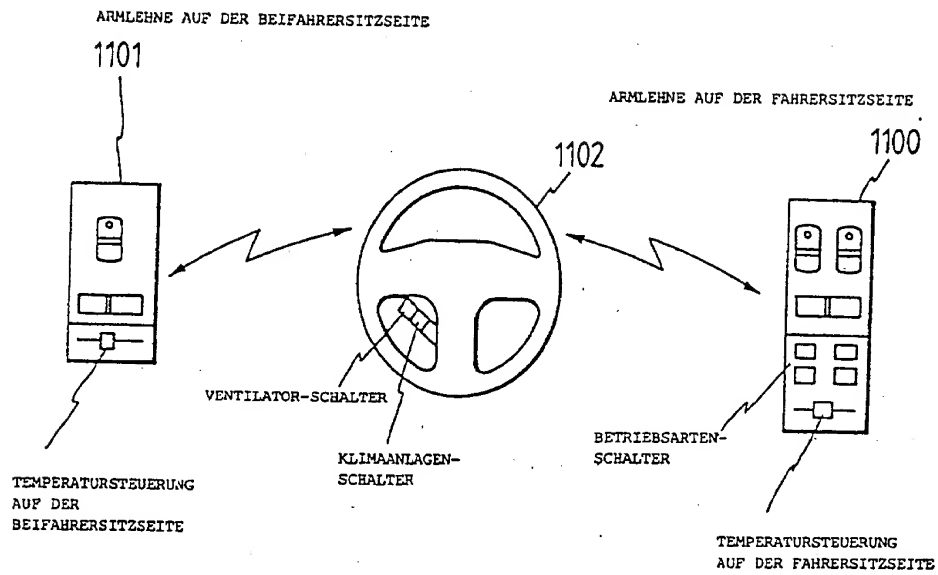 ARMLEHNE AUF DER BEIFAHRERSITZSEITE
1101
ARMLEHNE AUF DER FAHRERSITZSEITE
1102
1100
VENTILATOR-SCHALTER
KLIMAANLAGEN-
SCHALTER
BETRIEBSARTEN-
SCHALTER
TEMPERATURSTEUERUNG
AUF DER
BEIFAHRERSITZSEITE
TEMPERATURSTEUERUNG
AUF DER FAHRERSITZSEITE